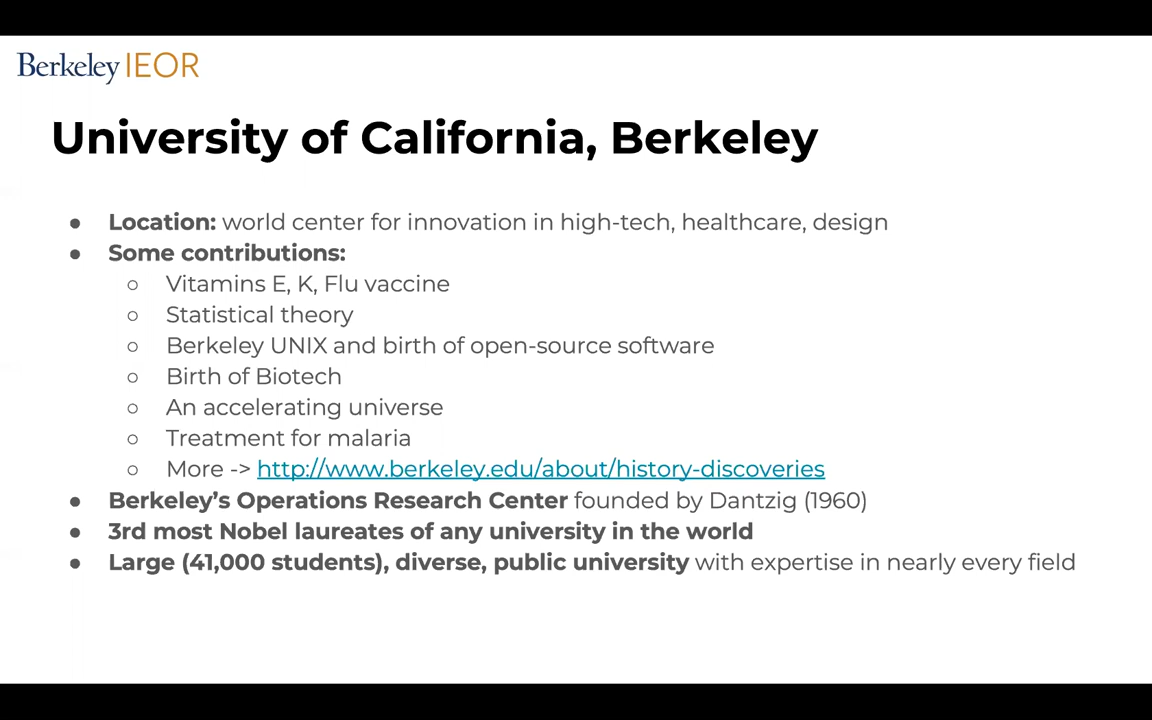 Berkeley IEOR
University of California, Berkeley
● Location: world center for innovation in high-tech, healthcare, design
● Some contributions:
○ Vitamins E, K, Flu vaccine
○ Statistical theory
○ Berkeley UNIX and birth of open-source software
○ Birth of Biotech
○ An accelerating universe
○ Treatment for malaria
○ More -> http://www.berkeley.edu/about/history-discoveries
● Berkeley’s Operations Research Center founded by Dantzig (1960)
● 3rd most Nobel laureates of any university in the world
● Large (41,000 students), diverse, public university with expertise in nearly every field